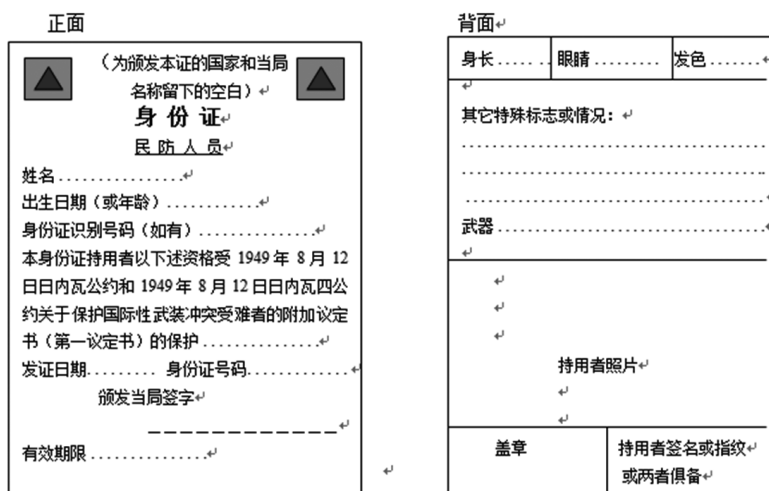 正面
（为颁发本证的国家和当局
名称留下的空白）
身 份 证
民 防 人 员
姓名................
出生日期（或年龄）............
身份证识别号码（如有）...............
本身份证持用者以下述资格受 1949 年 8 月 12
日日内瓦公约和 1949 年 8 月 12 日日内瓦四公
约关于保护国际性武装冲突受难者的附加议定
书（第一议定书）的保护...............
发证日期......... 身份证号码.............
颁发当局签字
_____________
有效期限...............
背面
身长....... 眼睛......... 发色.......
其它特殊标志或情况：
.......................................
.......................................
.......................................
武器...................................
持用者照片
盖章
持用者签名或指纹
或两者俱备